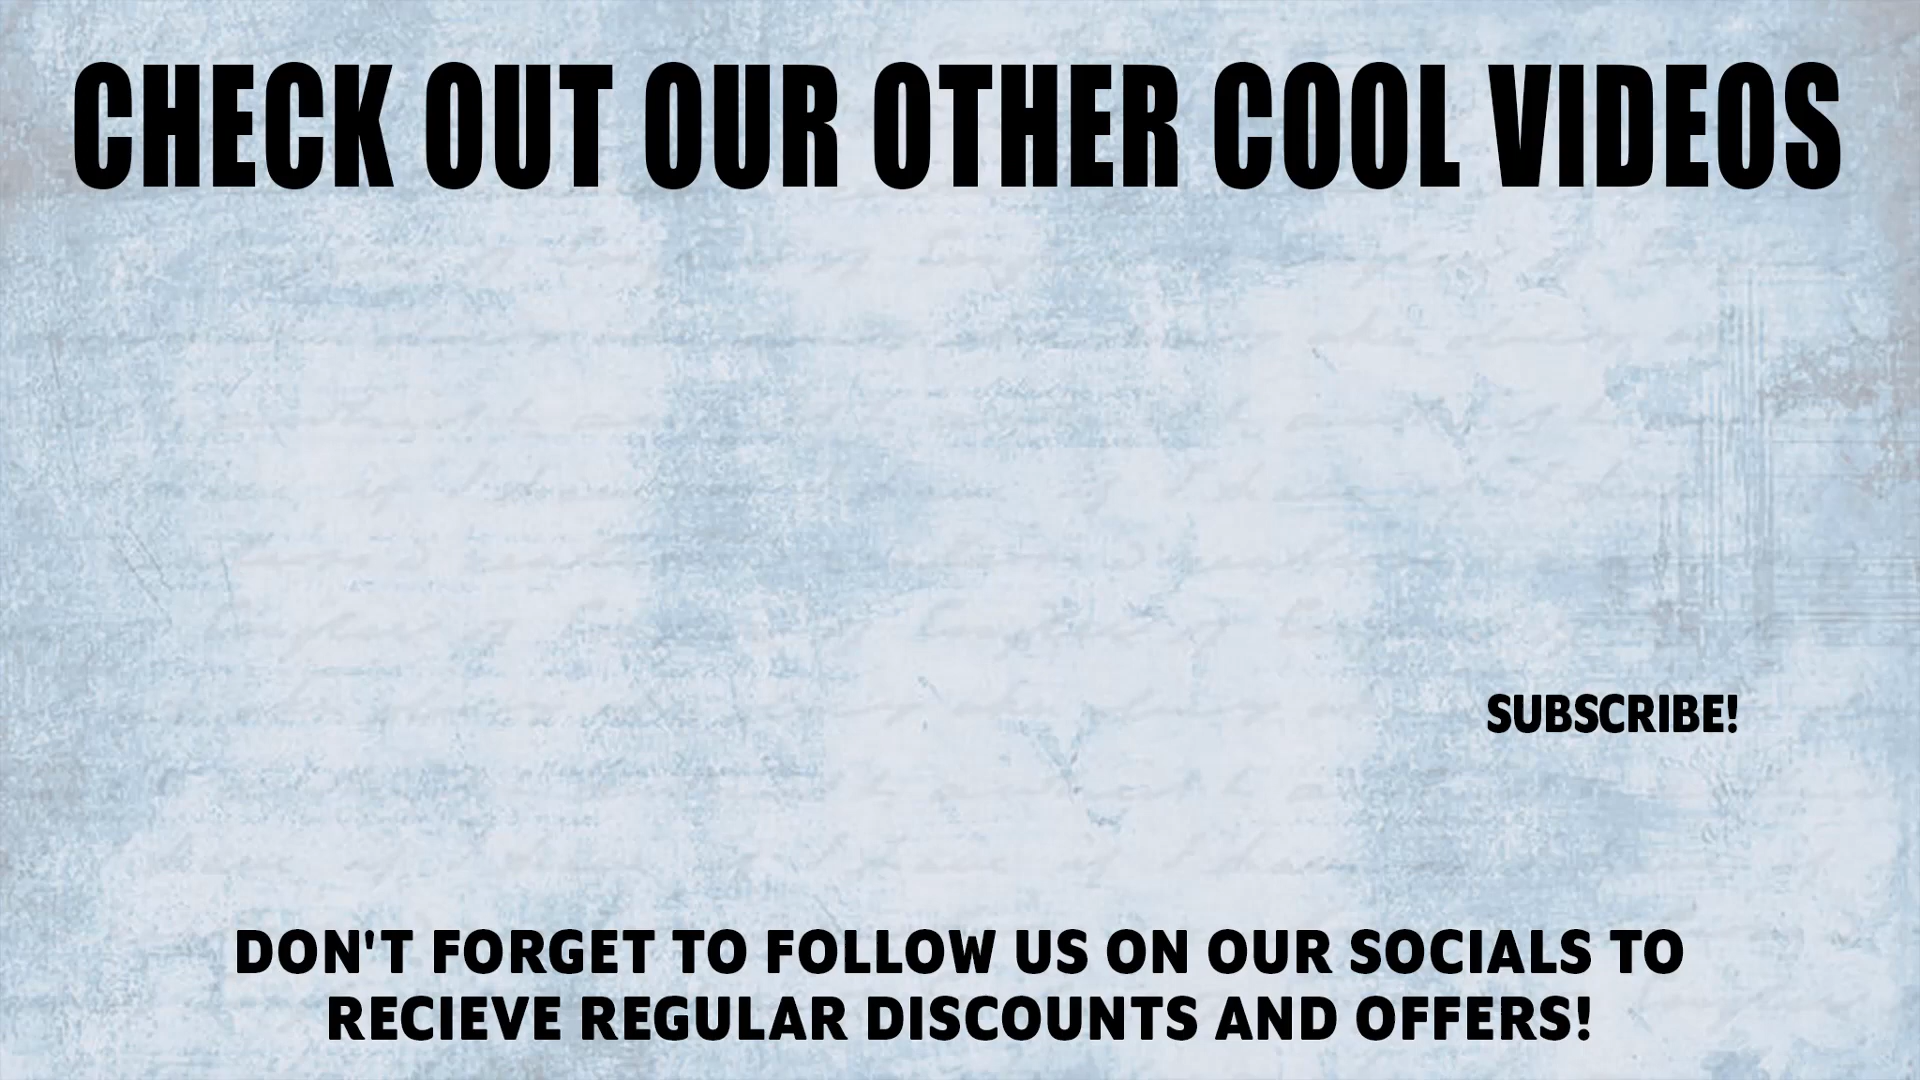 CHECK OUT OUR OTHER COOL VIDEOS
SUBSCRIBE!
DON'T FORGET TO FOLLOW US ON OUR SOCIALS TO
RECIEVE REGULAR DISCOUNTS AND OFFERS!